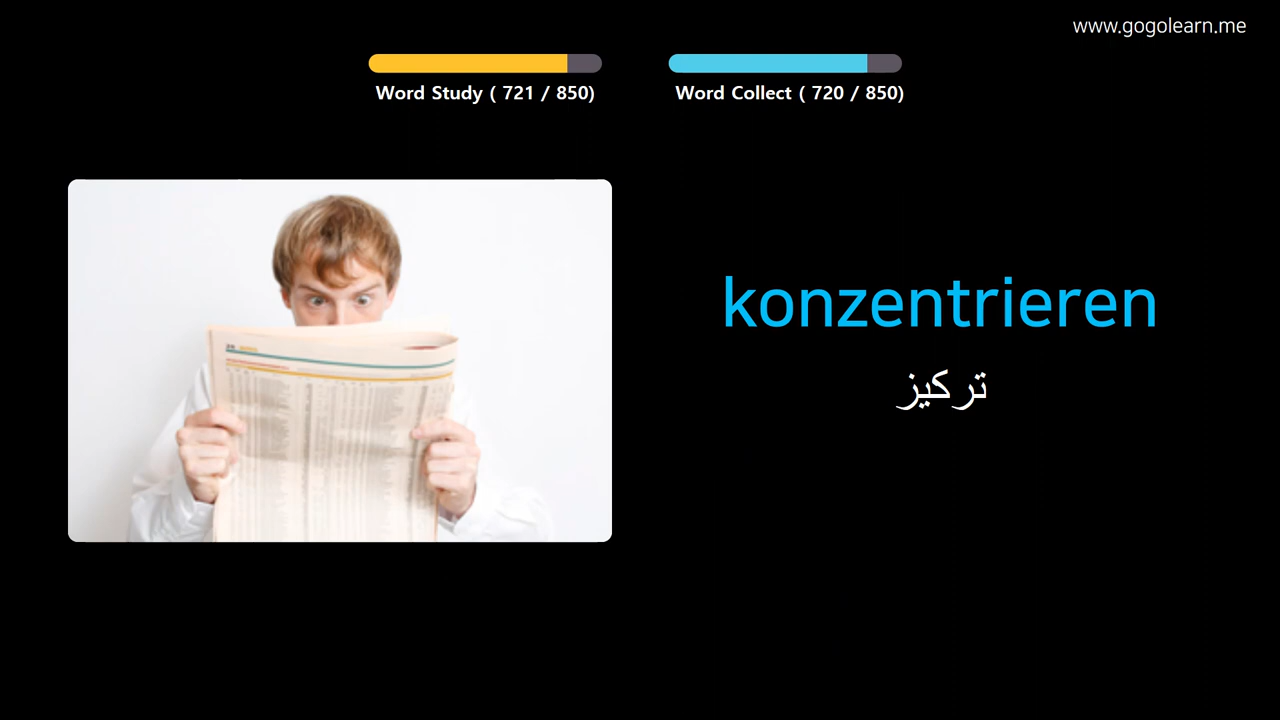 www.gogolearn.me
Word Study ( 721 / 850)
Word Collect ( 720 / 850)
konzentrieren
تركيز